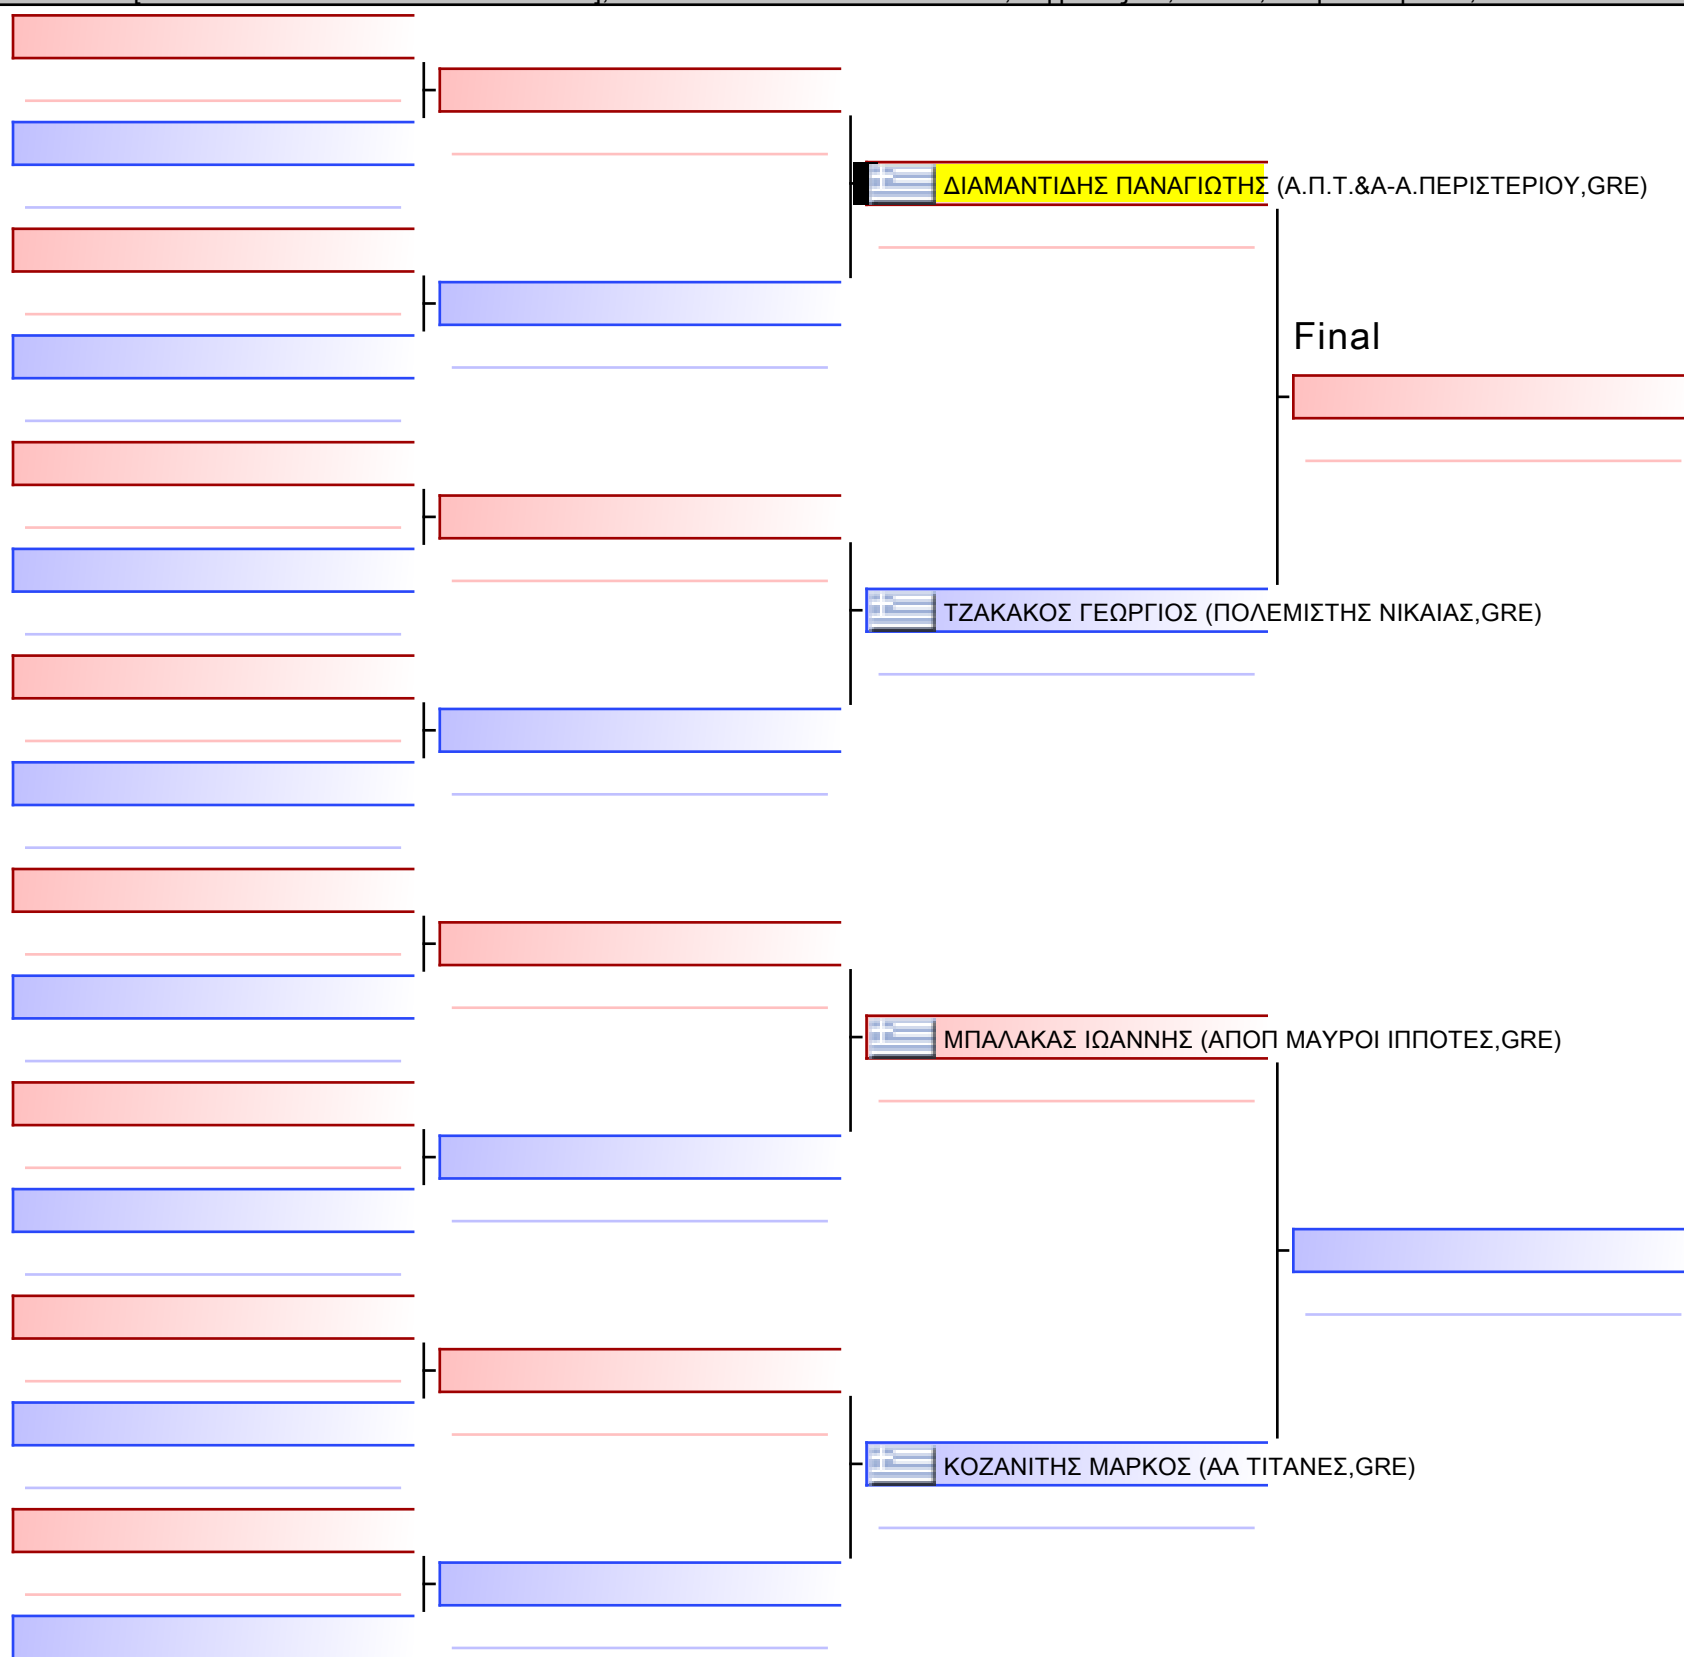 ΔΙΑΜΑΝΤΙΔΗΣ ΠΑΝΑΓΙΩΤΗΣ (Α.Π.Τ.&Α-Α.ΠΕΡΙΣΤΕΡΙΟΥ,GRE)
Final
ΤΖΑΚΑΚΟΣ ΓΕΩΡΓΙΟΣ (ΠΟΛΕΜΙΣΤΗΣ ΝΙΚΑΙΑΣ,GRE)
ΜΠΑΛΑΚΑΣ ΙΩΑΝΝΗΣ (ΑΠΟΠ ΜΑΥΡΟΙ ΙΠΠΟΤΕΣ,GRE)
ΚΟΖΑΝΙΤΗΣ ΜΑΡΚΟΣ (ΑΑ ΤΙΤΑΝΕΣ,GRE)